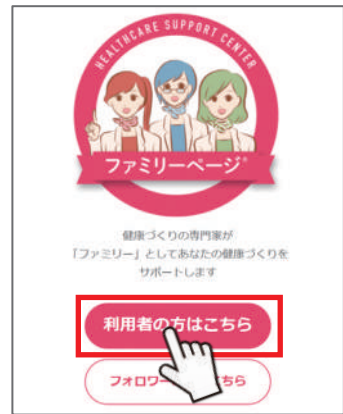 HEALTHCARE SUPPORT CENTER
ファミリーページ®
健康づくりの専門家が
「ファミリー」としてあなたの健康づくりを
サポートします
利用者の方はこちら
フォロワー ちら